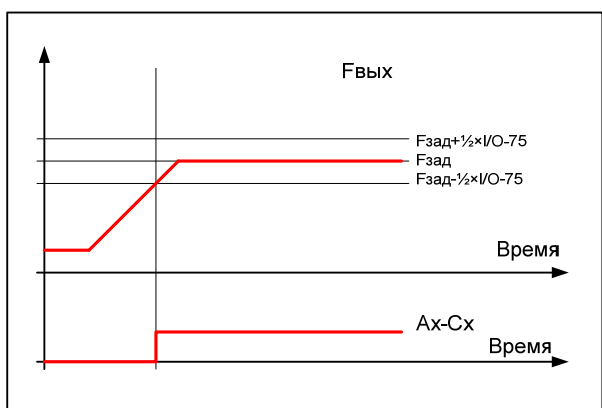 Fвых
Fзад+½×I/O-75
Fзад
Fзад-½×I/O-75
Время
Ax-Cx
Время